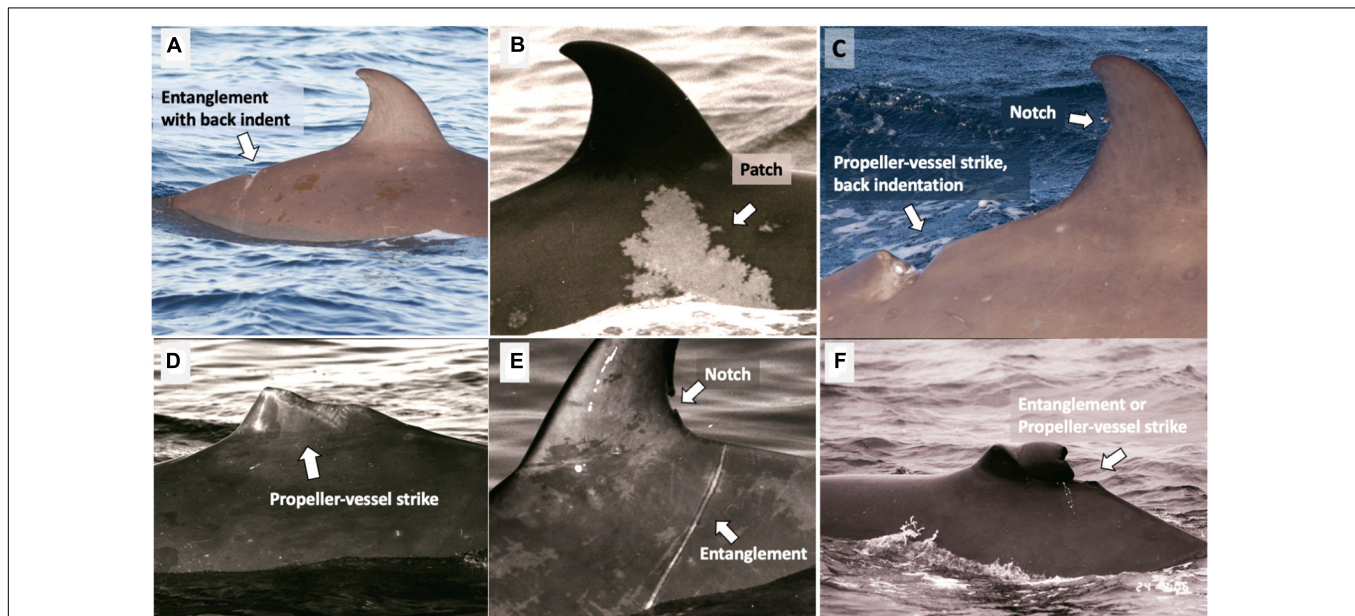 A
Entanglement
with back indent
B
Patch
C
Notch
Propeller-vessel strike,
back indentation
D
Propeller-vessel strike
E
Notch
Entanglement
F
Entanglement or
Propeller-vessel strike